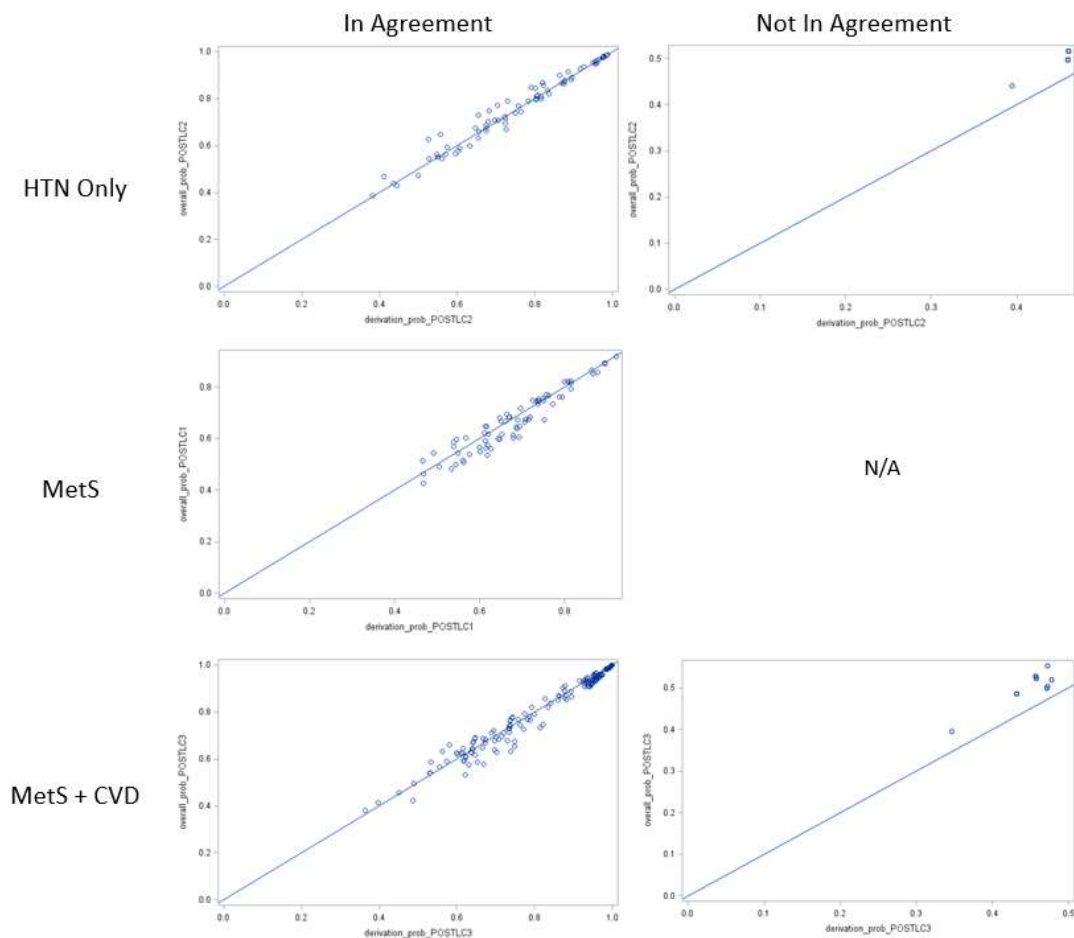 In Agreement
Not In Agreement
HTN Only
overall_prob_POSTLC2
1.0
0.8
0.6
0.4
0.2
0.0
0.0 0.2 0.4 0.6 0.8 1.0
derivation_prob_POSTLC2
overall_prob_POSTLC2
0.5
0.4
0.3
0.2
0.1
0.0
0.0 0.1 0.2 0.3 0.4
derivation_prob_POSTLC2
MetS
overall_prob_POSTLC1
0.8
0.6
0.4
0.2
0.0
0.0 0.2 0.4 0.6 0.8
derivation_prob_POSTLC1
N/A
MetS + CVD
overall_prob_POSTLC3
1.0
0.8
0.6
0.4
0.2
0.0
0.0 0.2 0.4 0.6 0.8 1.0
derivation_prob_POSTLC3
overall_prob_POSTLC3
0.5
0.4
0.3
0.2
0.1
0.0
0.0 0.1 0.2 0.3 0.4 0.5
derivation_prob_POSTLC3